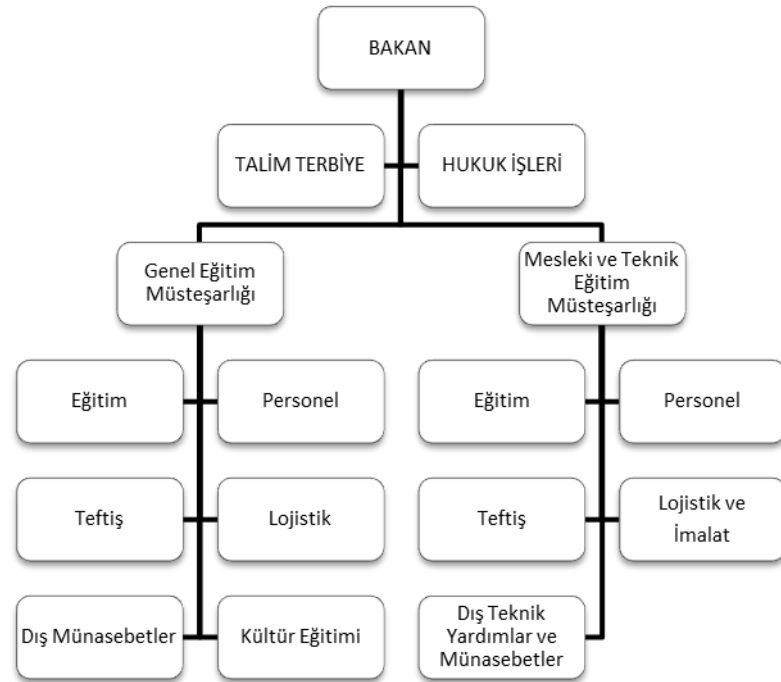 BAKAN
TALİM TERBİYE
HUKUK İŞLERİ
Genel Eğitim
Müsteşarlığı
Mesleki ve Teknik
Eğitim
Müsteşarlığı
Eğitim
Personel
Eğitim
Personel
Teftiş
Lojistik
Teftiş
Lojistik ve
İmalat
Dış Münasebetler
Kültür Eğitimi
Dış Teknik
Yardımlar ve
Münasebetler